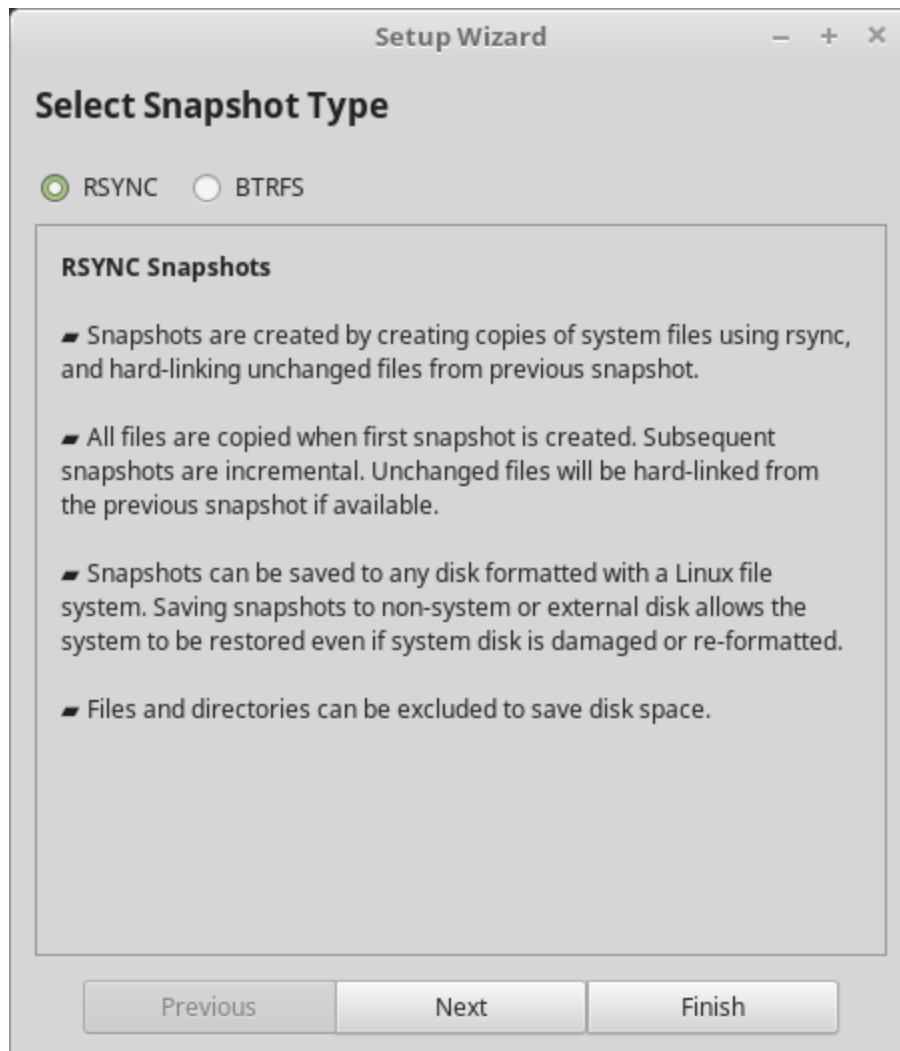 Setup Wizard
Select Snapshot Type
RSYNC BTRFS
RSYNC Snapshots
▰ Snapshots are created by creating copies of system files using rsync,
and hard-linking unchanged files from previous snapshot.
▰ All files are copied when first snapshot is created. Subsequent
snapshots are incremental. Unchanged files will be hard-linked from
the previous snapshot if available.
▰ Snapshots can be saved to any disk formatted with a Linux file
system. Saving snapshots to non-system or external disk allows the
system to be restored even if system disk is damaged or re-formatted.
▰ Files and directories can be excluded to save disk space.
Previous Next Finish